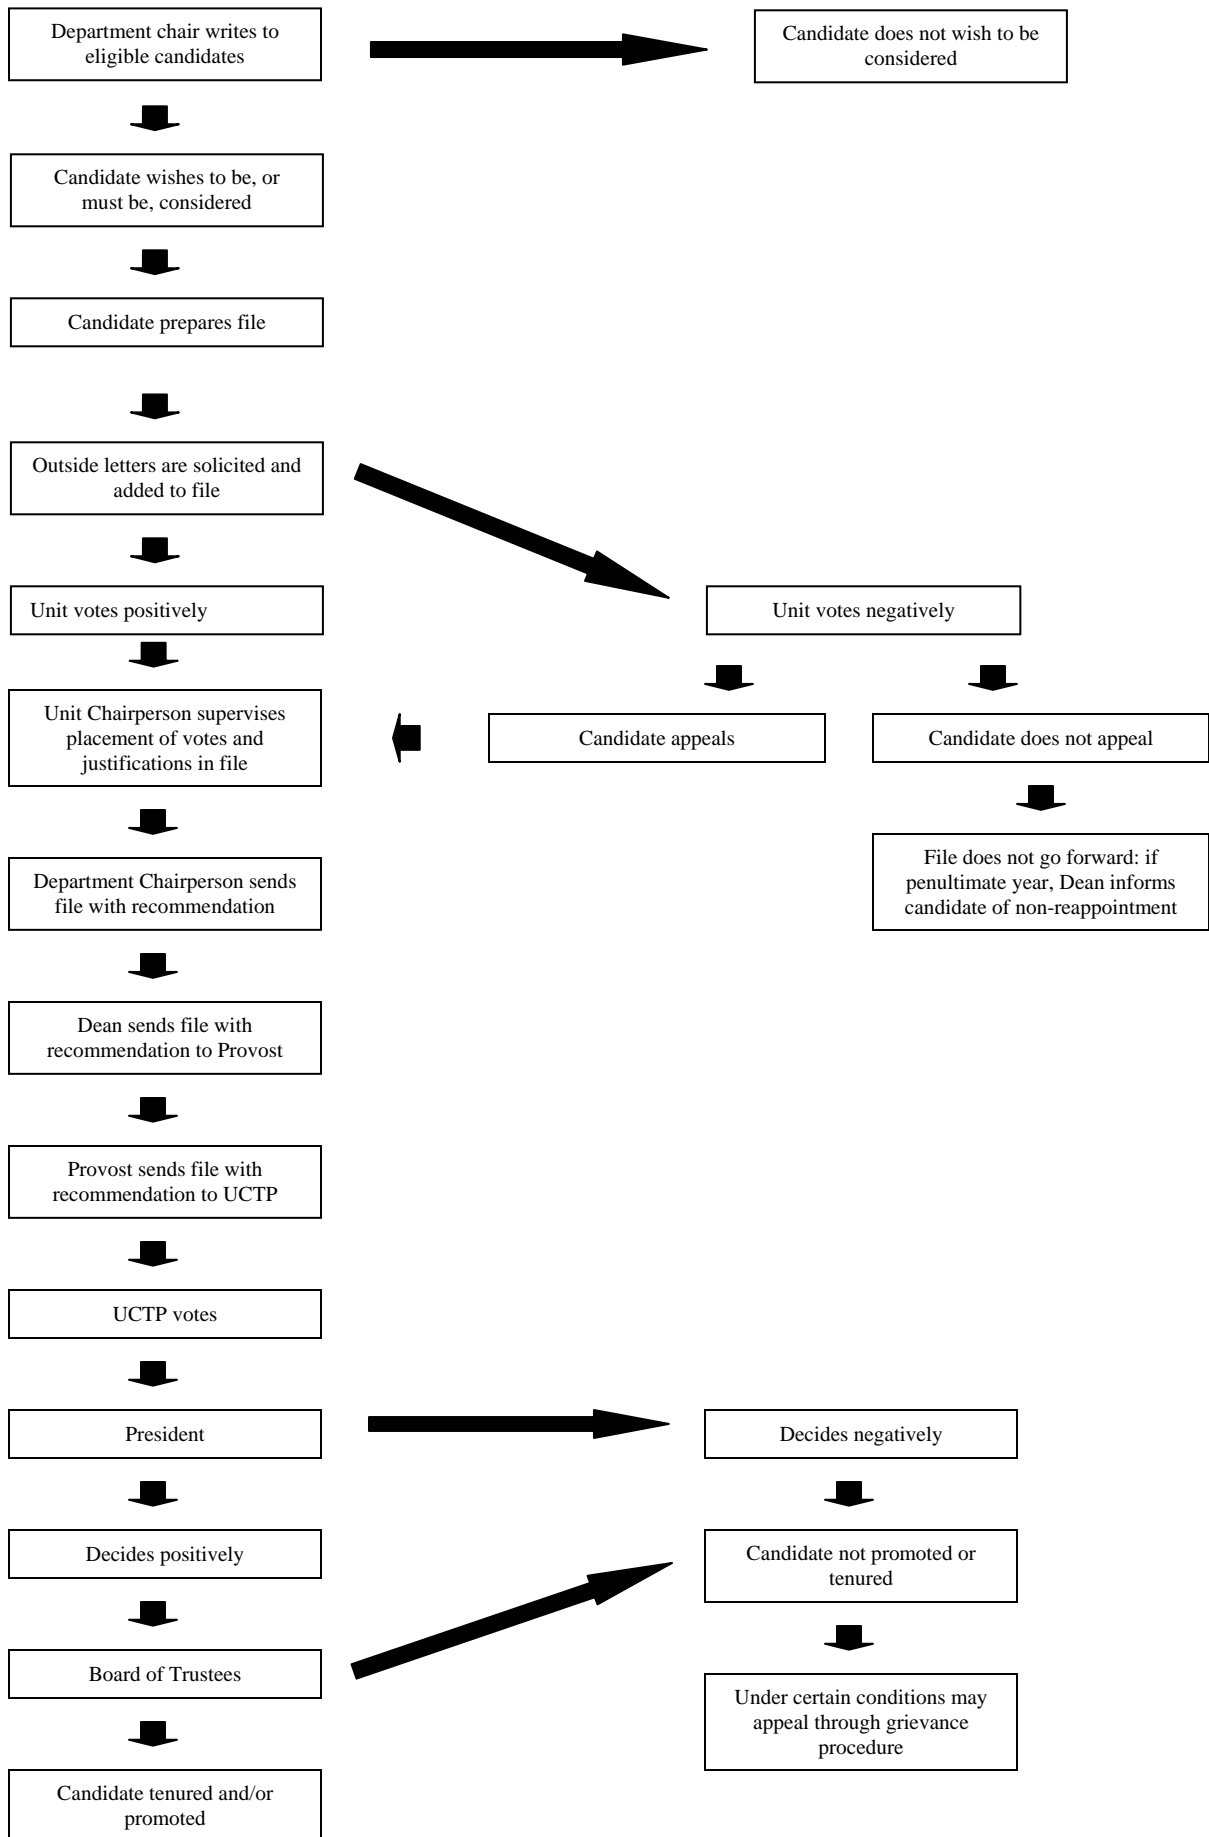 Department chair writes to
eligible candidates
Candidate does not wish to be
considered
Candidate wishes to be, or
must be, considered
Candidate prepares file
Outside letters are solicited and
added to file
Unit votes positively
Unit votes negatively
Unit Chairperson supervises
placement of votes and
justifications in file
Candidate appeals
Candidate does not appeal
Department Chairperson sends
file with recommendation
File does not go forward: if
penultimate year, Dean informs
candidate of non-reappointment
Dean sends file with
recommendation to Provost
Provost sends file with
recommendation to UCTP
UCTP votes
President
Decides negatively
Decides positively
Candidate not promoted or
tenured
Board of Trustees
Under certain conditions may
appeal through grievance
procedure
Candidate tenured and/or
promoted